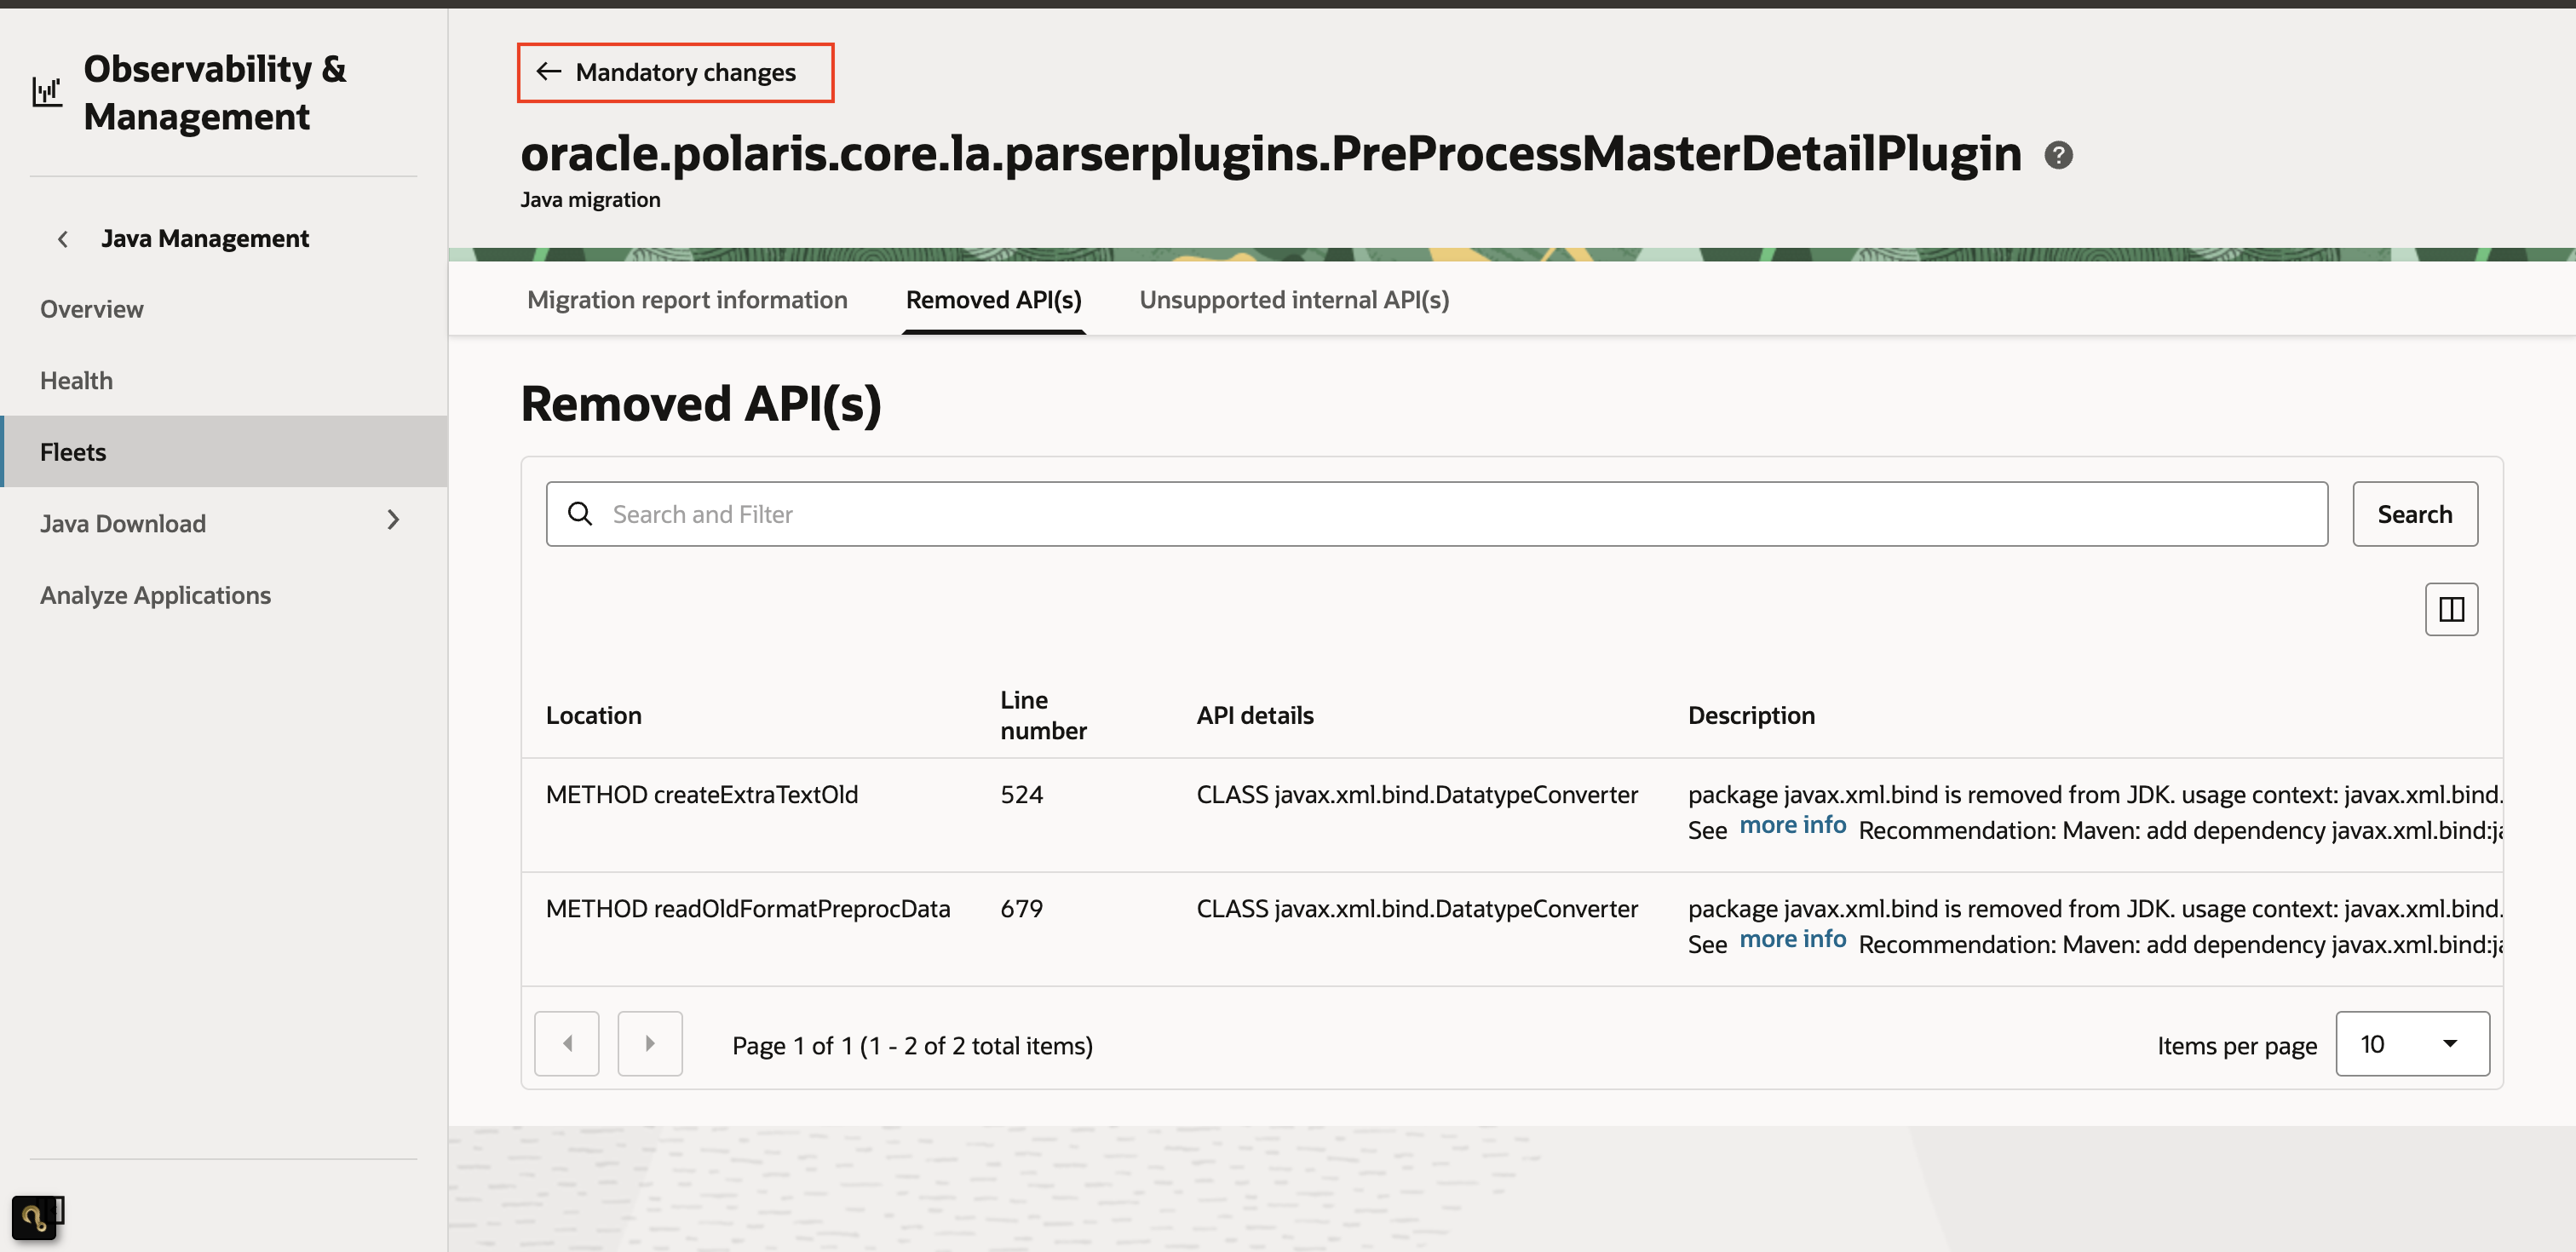 Observability &
Management
Java Management
Overview
Health
Fleets
Java Download
Analyze Applications
Mandatory changes
oracle.polaris.core.la.parserplugins.PreProcessMasterDetailPlugin
Java migration
Migration report information Removed API(s) Unsupported internal API(s)
Removed API(s)
Search and Filter Search
Location Line number API details Description
METHOD createExtraTextOld 524 CLASS javax.xml.bind.DatatypeConverter package javax.xml.bind is removed from JDK. usage context: javax.xml.bind.
See more info Recommendation: Maven: add dependency javax.xml.bind:
METHOD readOldFormatPreprocData 679 CLASS javax.xml.bind.DatatypeConverter package javax.xml.bind is removed from JDK. usage context: javax.xml.bind.
See more info Recommendation: Maven: add dependency javax.xml.bind:
Page 1 of 1 (1 - 2 of 2 total items) Items per page 10